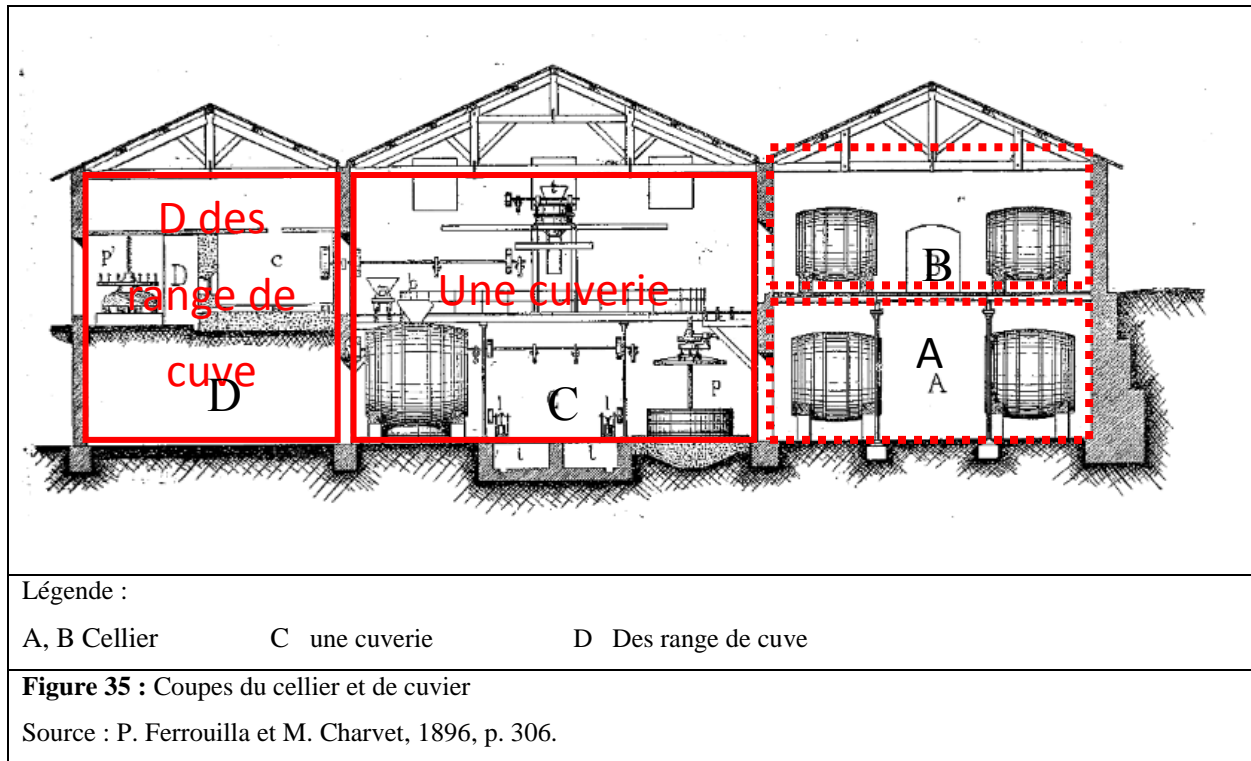 D des
range de
cuve
Une cuverie
P'
D
c
t
b
B
A
A
D
C
P
l
l
i
l
Légende :
A, B Cellier C une cuverie D Des range de cuve
Figure 35 : Coupes du cellier et de cuvier
Source : P. Ferrouilla et M. Charvet, 1896, p. 306.